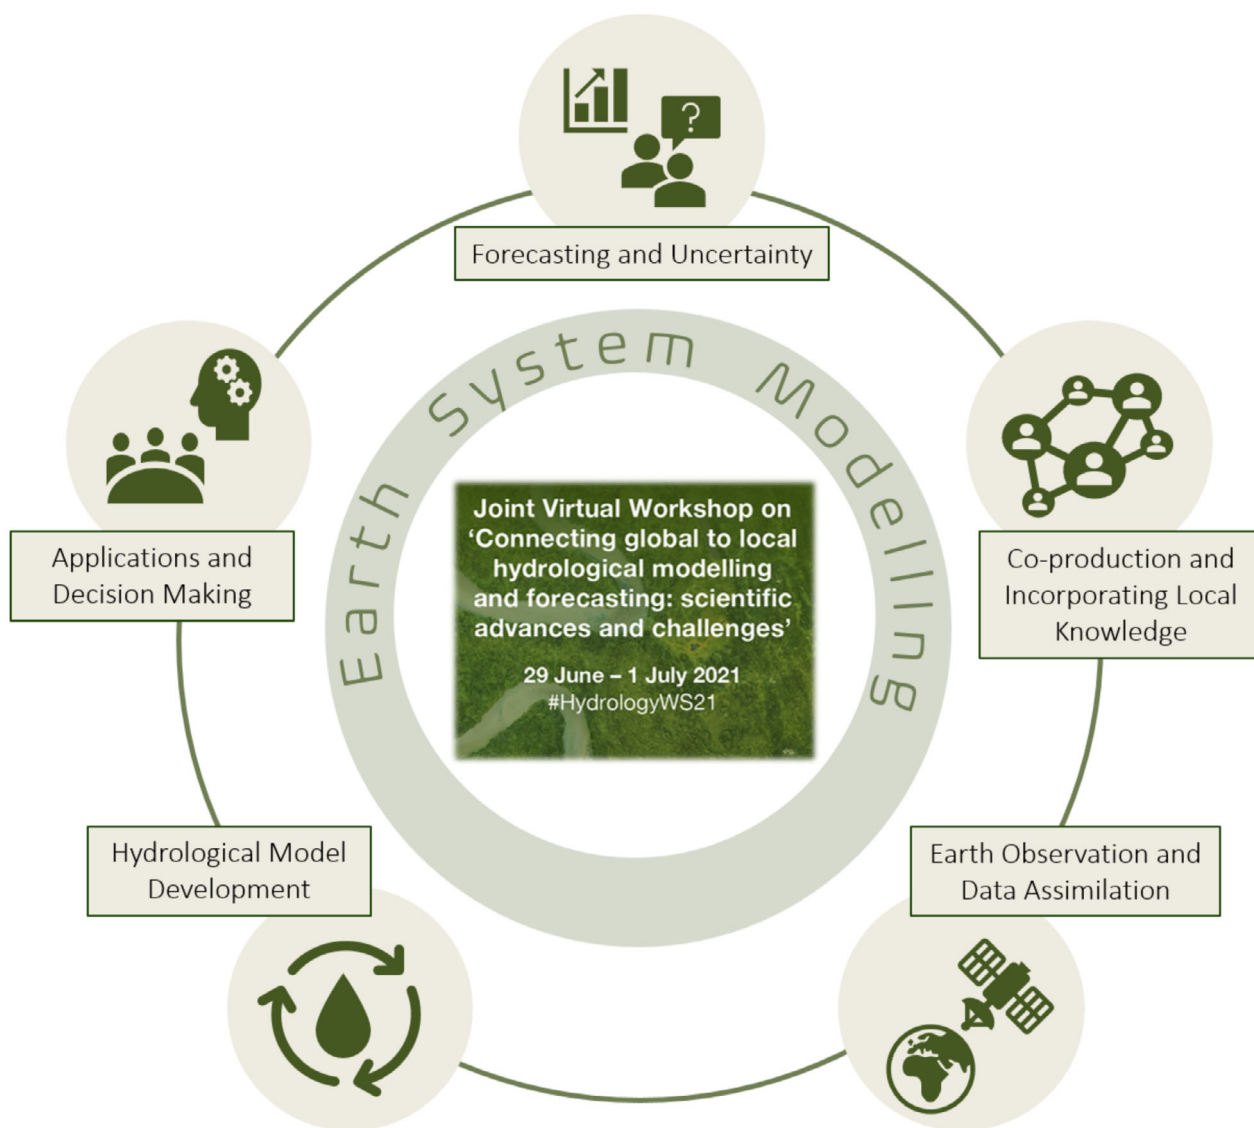 ?
Forecasting and Uncertainty
Earth System Modelling
Applications and
Decision Making
Joint Virtual Workshop on
‘Connecting global to local
hydrological modelling
and forecasting: scientific
advances and challenges’
29 June – 1 July 2021
#HydrologyWS21
Co-production and
Incorporating Local
Knowledge
Hydrological Model
Development
Earth Observation and
Data Assimilation